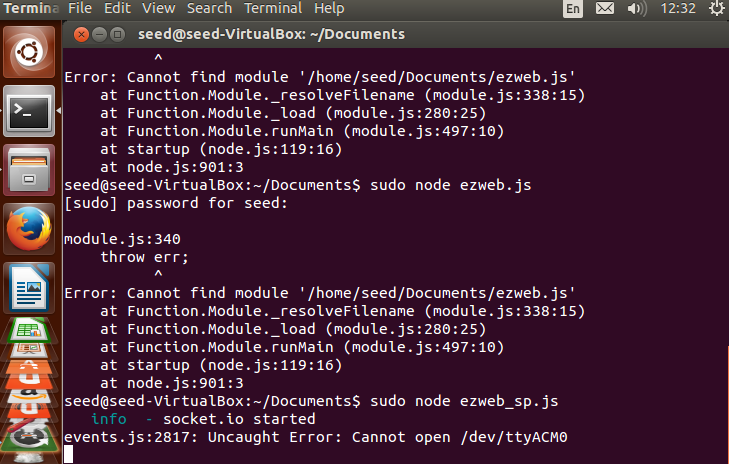 Termina File Edit View Search Terminal Help En 12:32
seed@seed-VirtualBox: ~/Documents
^
Error: Cannot find module '/home/seed/Documents/ezweb.js'
at Function.Module._resolveFilename (module.js:338:15)
at Function.Module._load (module.js:280:25)
at Function.Module.runMain (module.js:497:10)
at startup (node.js:119:16)
at node.js:901:3
seed@seed-VirtualBox:~/Documents$ sudo node ezweb.js
[sudo] password for seed:
module.js:340
throw err;
^
Error: Cannot find module '/home/seed/Documents/ezweb.js'
at Function.Module._resolveFilename (module.js:338:15)
at Function.Module._load (module.js:280:25)
at Function.Module.runMain (module.js:497:10)
at startup (node.js:119:16)
at node.js:901:3
seed@seed-VirtualBox:~/Documents$ sudo node ezweb_sp.js
info - socket.io started
events.js:2817: Uncaught Error: Cannot open /dev/ttyACM0